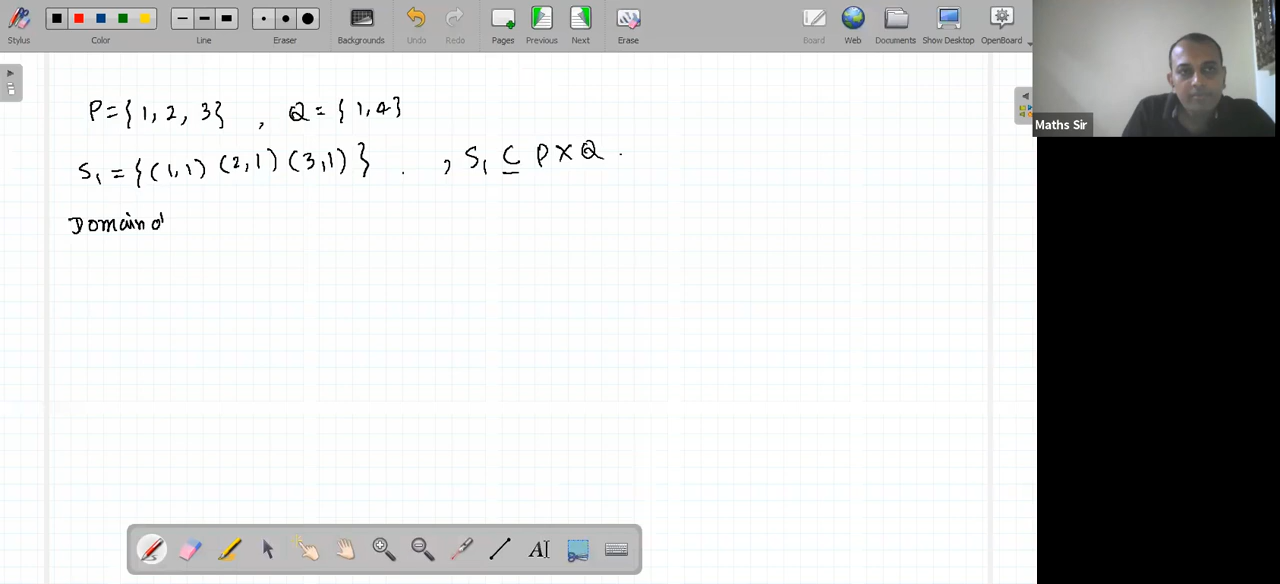 Stylus Color Line Eraser Backgrounds Undo Redo Pages Previous Next Erase Board Web Documents Show Desktop OpenBoard
P = { 1, 2, 3 } , Q = { 1, 4 }
S₁ = { (1,1) (2,1) (3,1) } . , S₁ ⊆ P X Q .
Domain o
Maths Sir
AI